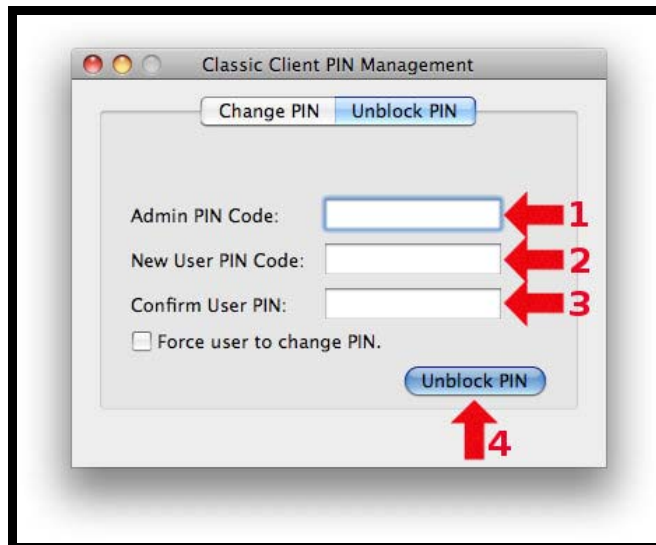 Classic Client PIN Management
Change PIN Unblock PIN
Admin PIN Code: 1
New User PIN Code: 2
Confirm User PIN: 3
Force user to change PIN.
Unblock PIN
4